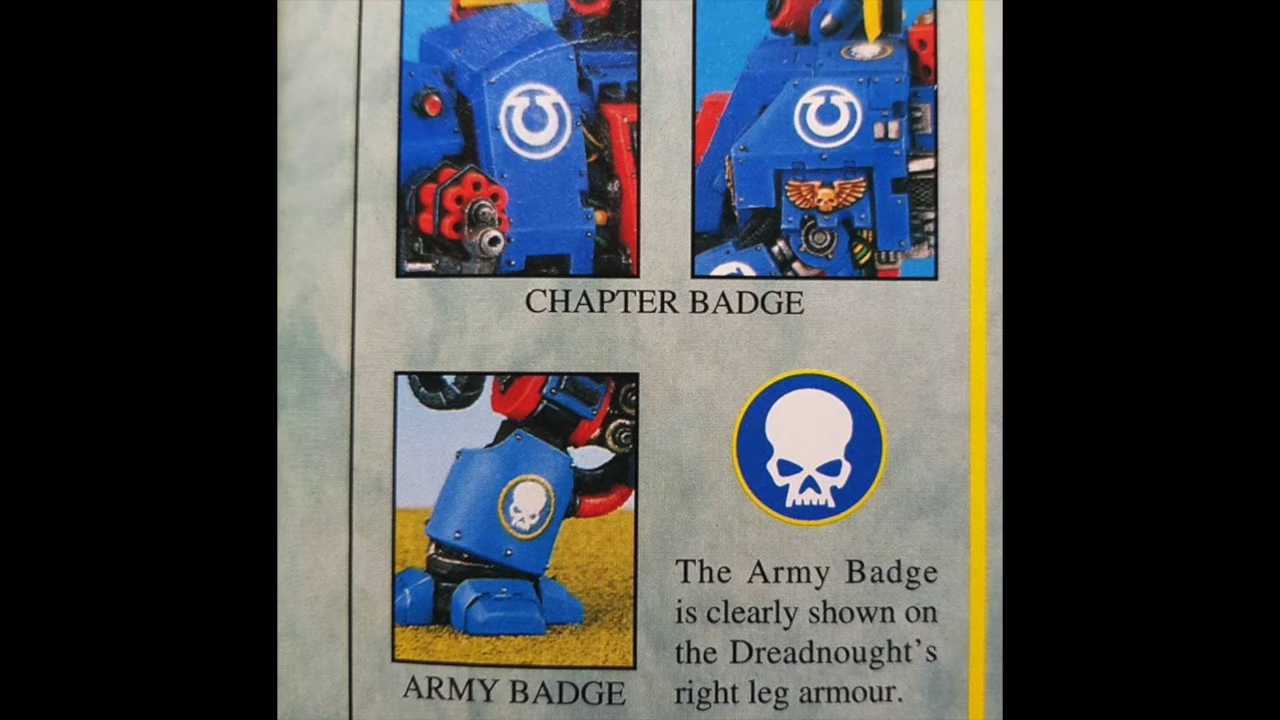 CHAPTER BADGE
The Army Badge
is clearly shown on
the Dreadnought's
right leg armour.
ARMY BADGE